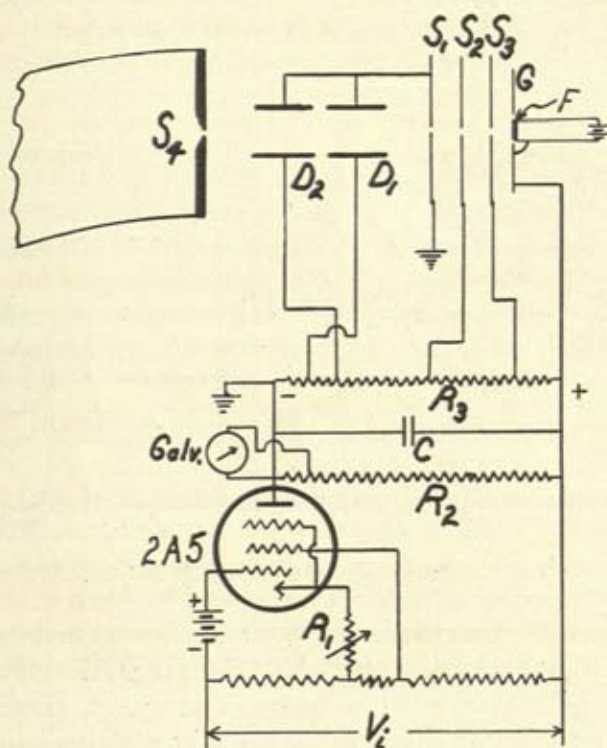 S₁ S₂ S₃
G
F
S₄
D₂ D₁
- R₃ +
C
Galv.
R₂
2A5
+
R₁
-
Vᵢ